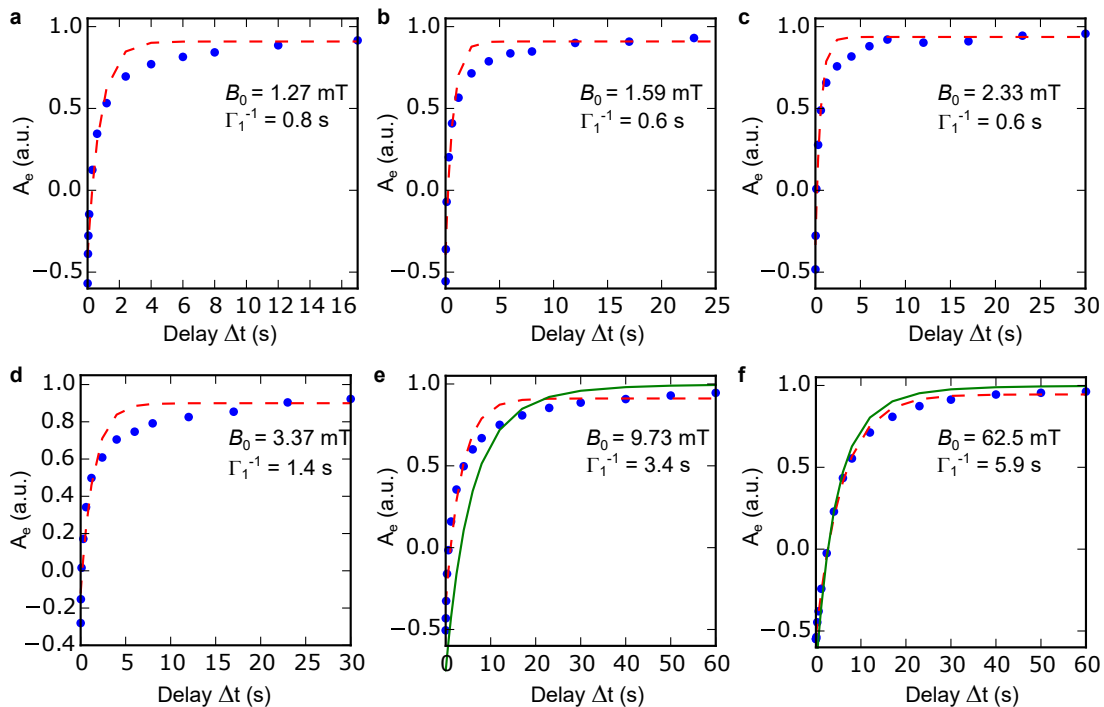 a
1.0
0.5
0.0
−0.5
A_e (a.u.)
B_0 = 1.27 mT
Γ_1^-1 = 0.8 s
0 2 4 6 8 10 12 14 16
Delay Δt (s)
b
1.0
0.5
0.0
−0.5
A_e (a.u.)
B_0 = 1.59 mT
Γ_1^-1 = 0.6 s
0 5 10 15 20 25
Delay Δt (s)
c
1.0
0.5
0.0
−0.5
A_e (a.u.)
B_0 = 2.33 mT
Γ_1^-1 = 0.6 s
0 5 10 15 20 25 30
Delay Δt (s)
d
1.0
0.8
0.6
0.4
0.2
0.0
−0.2
−0.4
A_e (a.u.)
B_0 = 3.37 mT
Γ_1^-1 = 1.4 s
0 5 10 15 20 25 30
Delay Δt (s)
e
1.0
0.5
0.0
−0.5
A_e (a.u.)
B_0 = 9.73 mT
Γ_1^-1 = 3.4 s
0 10 20 30 40 50 60
Delay Δt (s)
f
1.0
0.5
0.0
−0.5
A_e (a.u.)
B_0 = 62.5 mT
Γ_1^-1 = 5.9 s
0 10 20 30 40 50 60
Delay Δt (s)